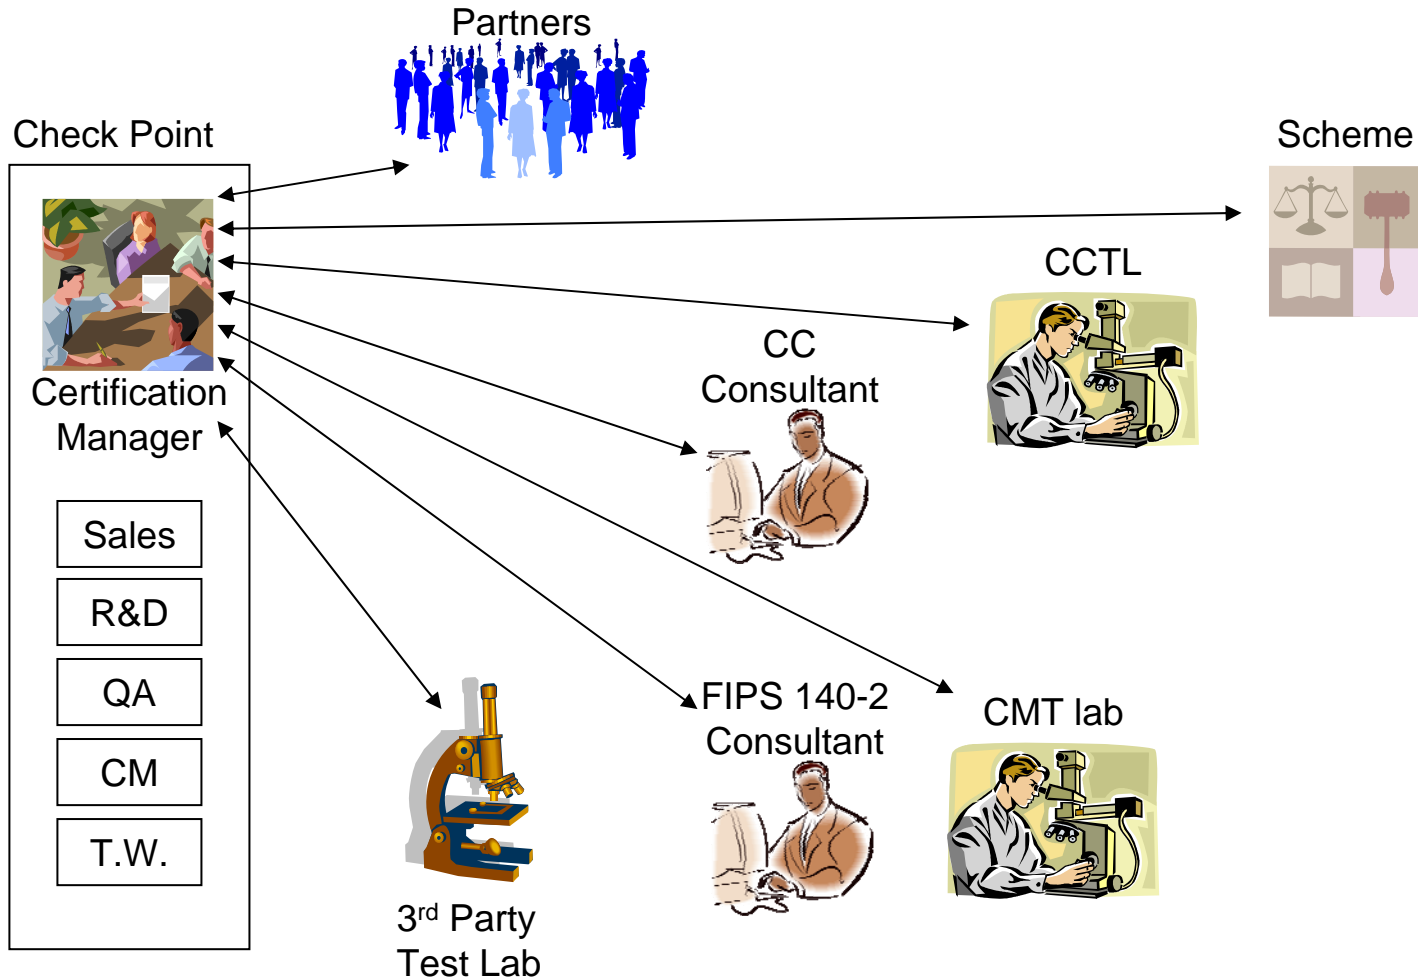 Partners
Check Point
Scheme
CCTL
CC
Consultant
Certification
Manager
Sales
R&D
QA
CM
T.W.
FIPS 140-2
Consultant
CMT lab
3rd Party
Test Lab